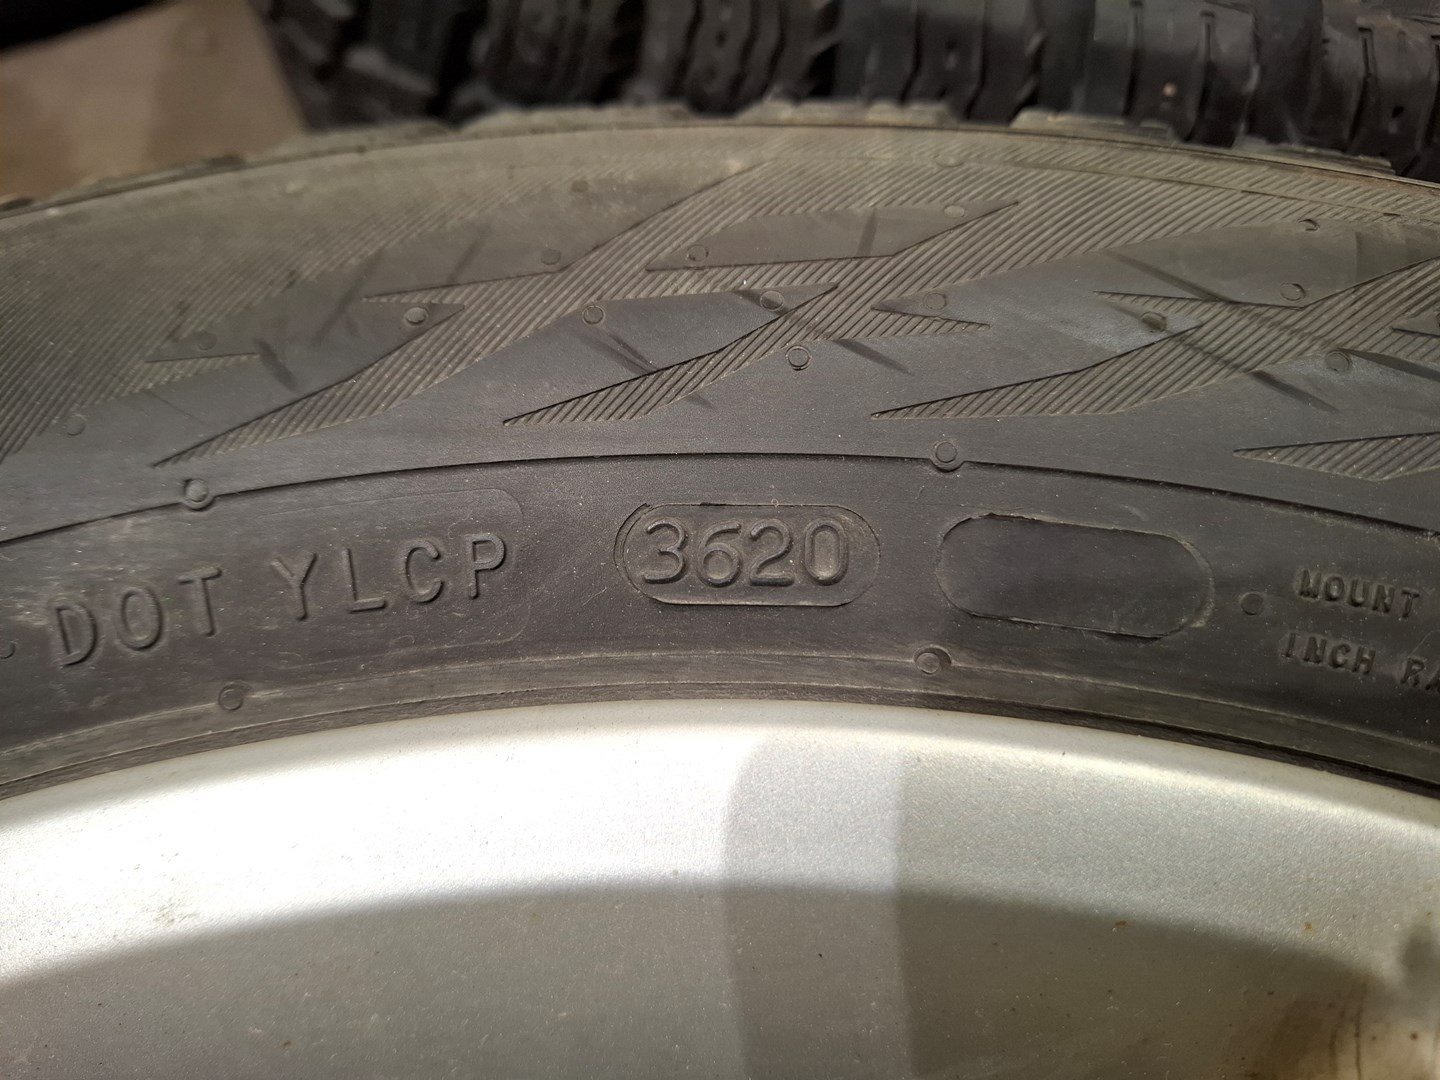 DOT YLCP 3620
MOUNT
INCH